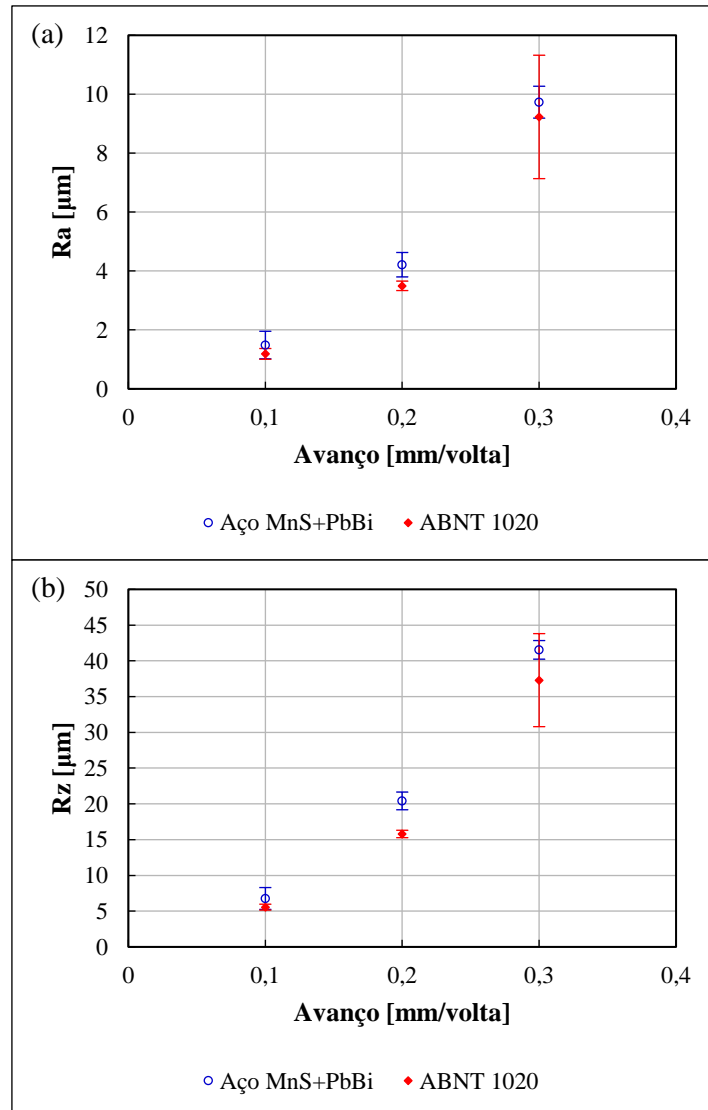 (a)
12
10
8
6
4
2
0
Ra [µm]
0 0,1 0,2 0,3 0,4
Avanço [mm/volta]
Aço MnS+PbBi ABNT 1020
(b)
50
45
40
35
30
25
20
15
10
5
0
Rz [µm]
0 0,1 0,2 0,3 0,4
Avanço [mm/volta]
Aço MnS+PbBi ABNT 1020